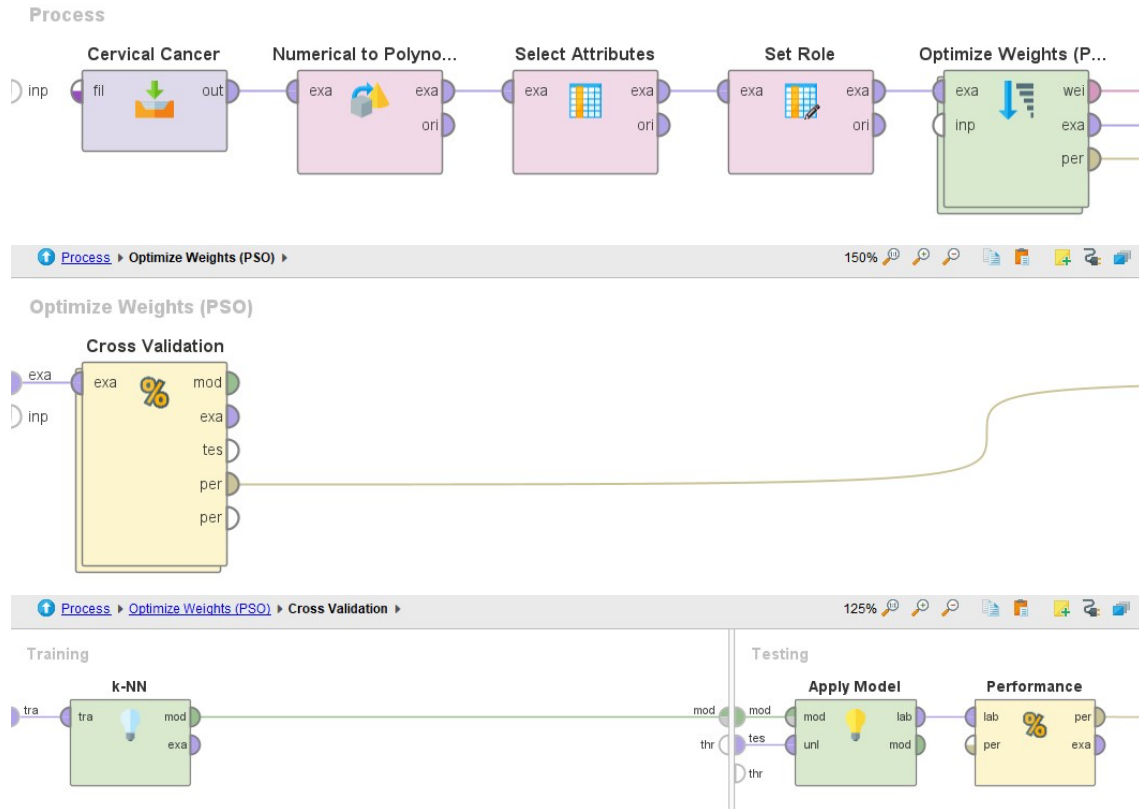 Process
Cervical Cancer Numerical to Polyno... Select Attributes Set Role Optimize Weights (P...
inp fil out exa exa exa exa exa exa exa wei
ori ori ori inp exa
per
Process Optimize Weights (PSO) 150%
Optimize Weights (PSO)
Cross Validation
exa exa mod
inp exa
tes
per
per
Process Optimize Weights (PSO) Cross Validation 125%
Training Testing
k-NN Apply Model Performance
tra tra mod mod mod mod lab lab per
exa thr tes unl mod per exa
thr